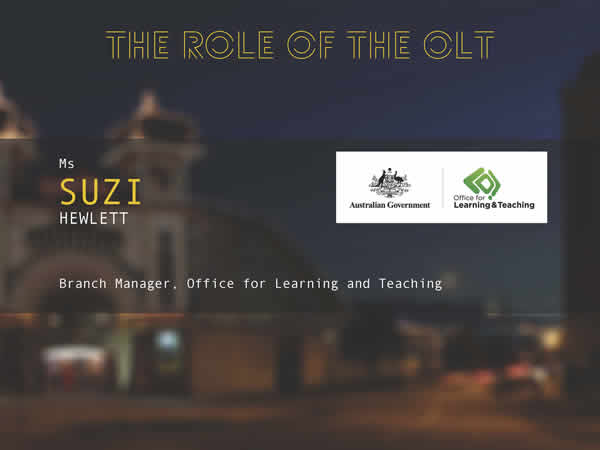 THE ROLE OF THE OLT
Ms
SUZI
HEWLETT
Australian Government
Office for
Learning & Teaching
Branch Manager, Office for Learning and Teaching